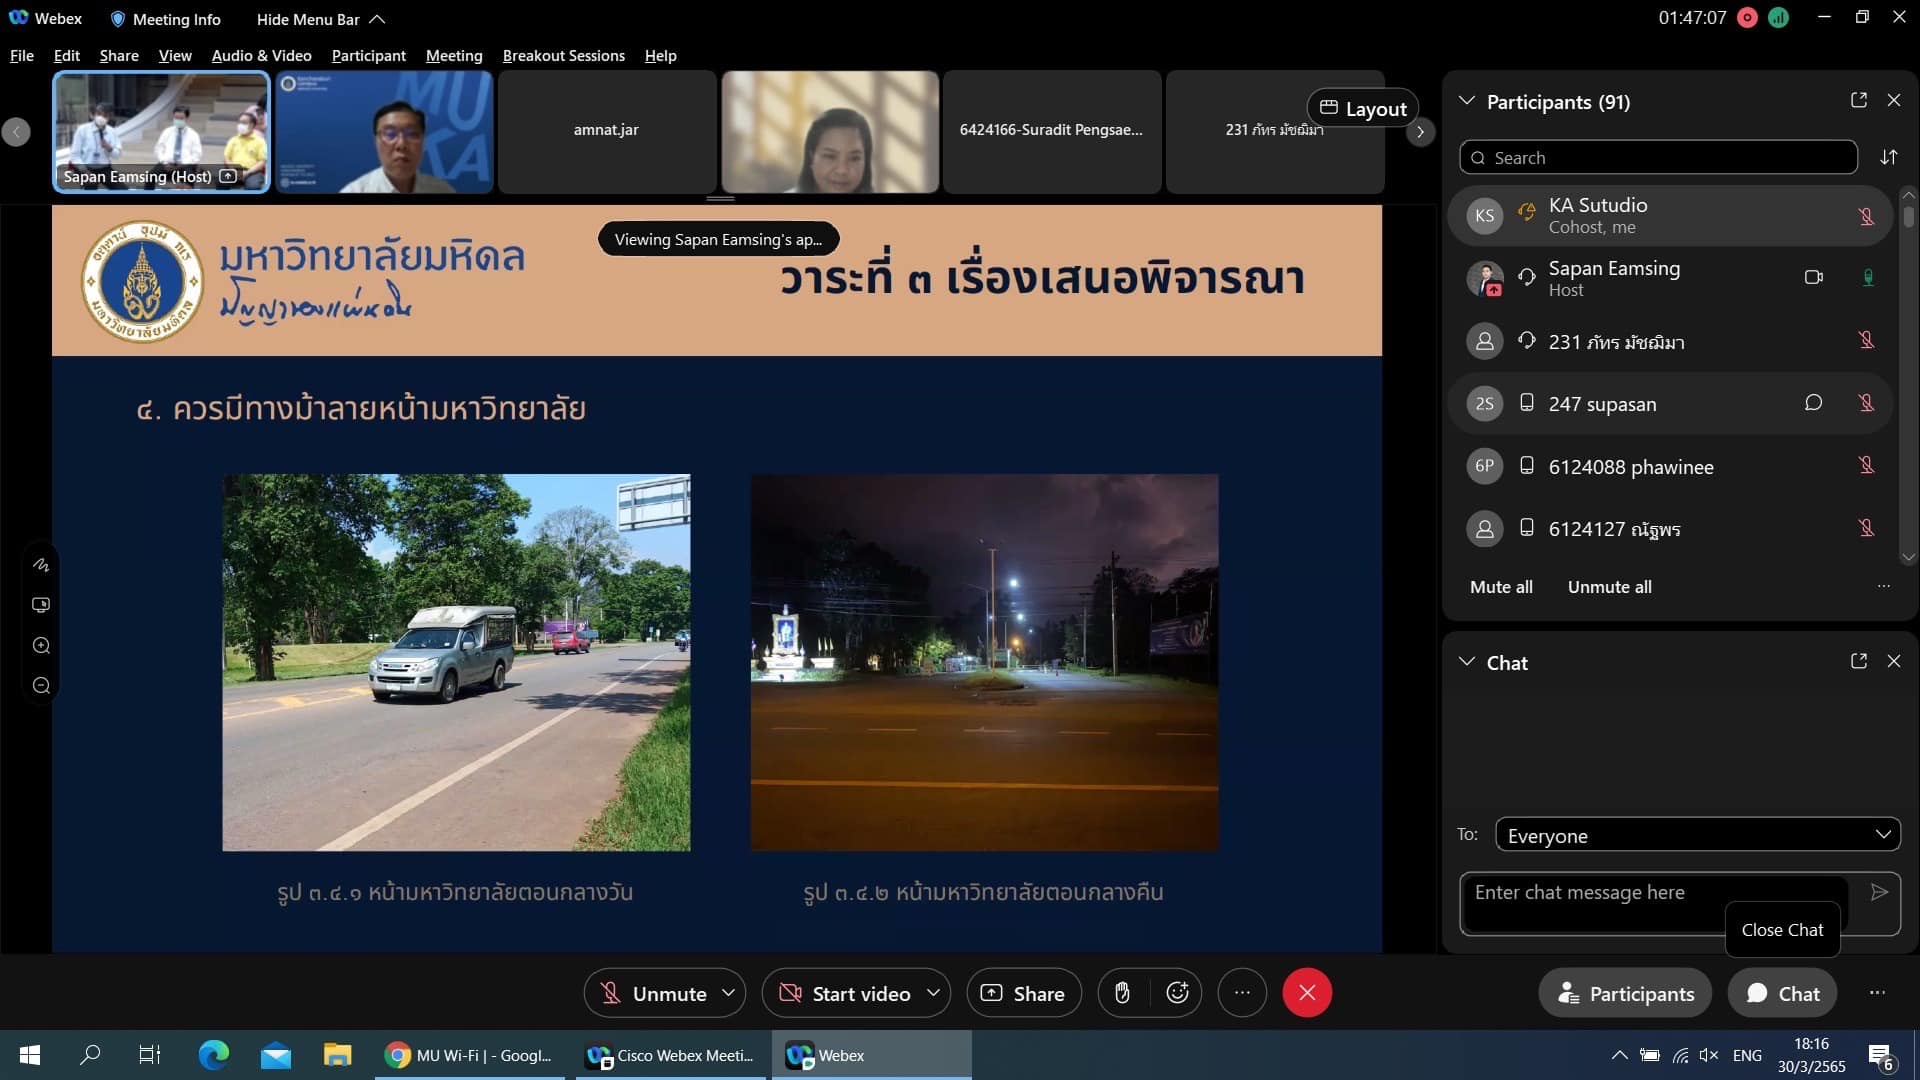 Webex
Meeting Info
Hide Menu Bar
01:47:07
File Edit Share View Audio & Video Participant Meeting Breakout Sessions Help
Sapan Eamsing (Host)
MU
KA
amnat.jar
6424166-Suradit Pengsae...
231 ภัทร มัชฌิมา
Layout
มหาวิทยาลัยมหิดล
ปัญญาของแผ่นดิน
Viewing Sapan Eamsing's ap...
วาระที่ ๓ เรื่องเสนอพิจารณา
๔. ควรมีทางม้าลายหน้ามหาวิทยาลัย
รูป ๓.๔.๑ หน้ามหาวิทยาลัยตอนกลางวัน
รูป ๓.๔.๒ หน้ามหาวิทยาลัยตอนกลางคืน
Participants (91)
Search
KS
KA Sutudio
Cohost, me
Sapan Eamsing
Host
231 ภัทร มัชฌิมา
2S
247 supasan
6P
6124088 phawinee
6124127 ณัฐพร
Mute all
Unmute all
Chat
To:
Everyone
Enter chat message here
Close Chat
Unmute
Start video
Share
Participants
Chat
MU Wi-Fi | - Googl...
Cisco Webex Meeti...
Webex
ENG
18:16
30/3/2565
6